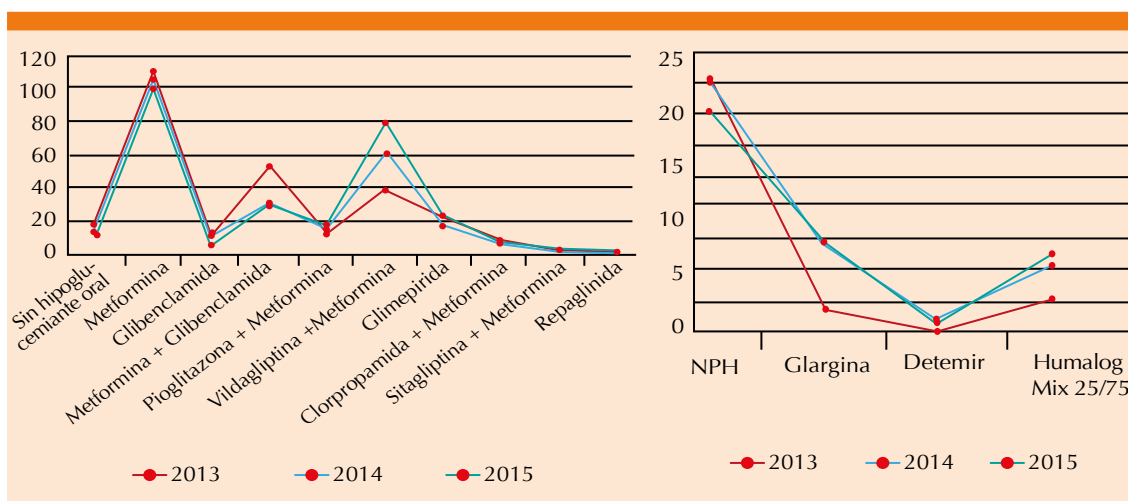 120
100
80
60
40
20
0
Sin hipoglu-
cemiante oral
Metformina
Glibenclamida
Metformina + Glibenclamida
Pioglitazona + Metformina
Vildagliptina +Metformina
Glimepirida
Clorpropamida + Metformina
Sitagliptina + Metformina
Repaglinida
2013
2014
2015
25
20
15
10
5
0
NPH
Glargina
Detemir
Humalog
Mix 25/75
2013
2014
2015